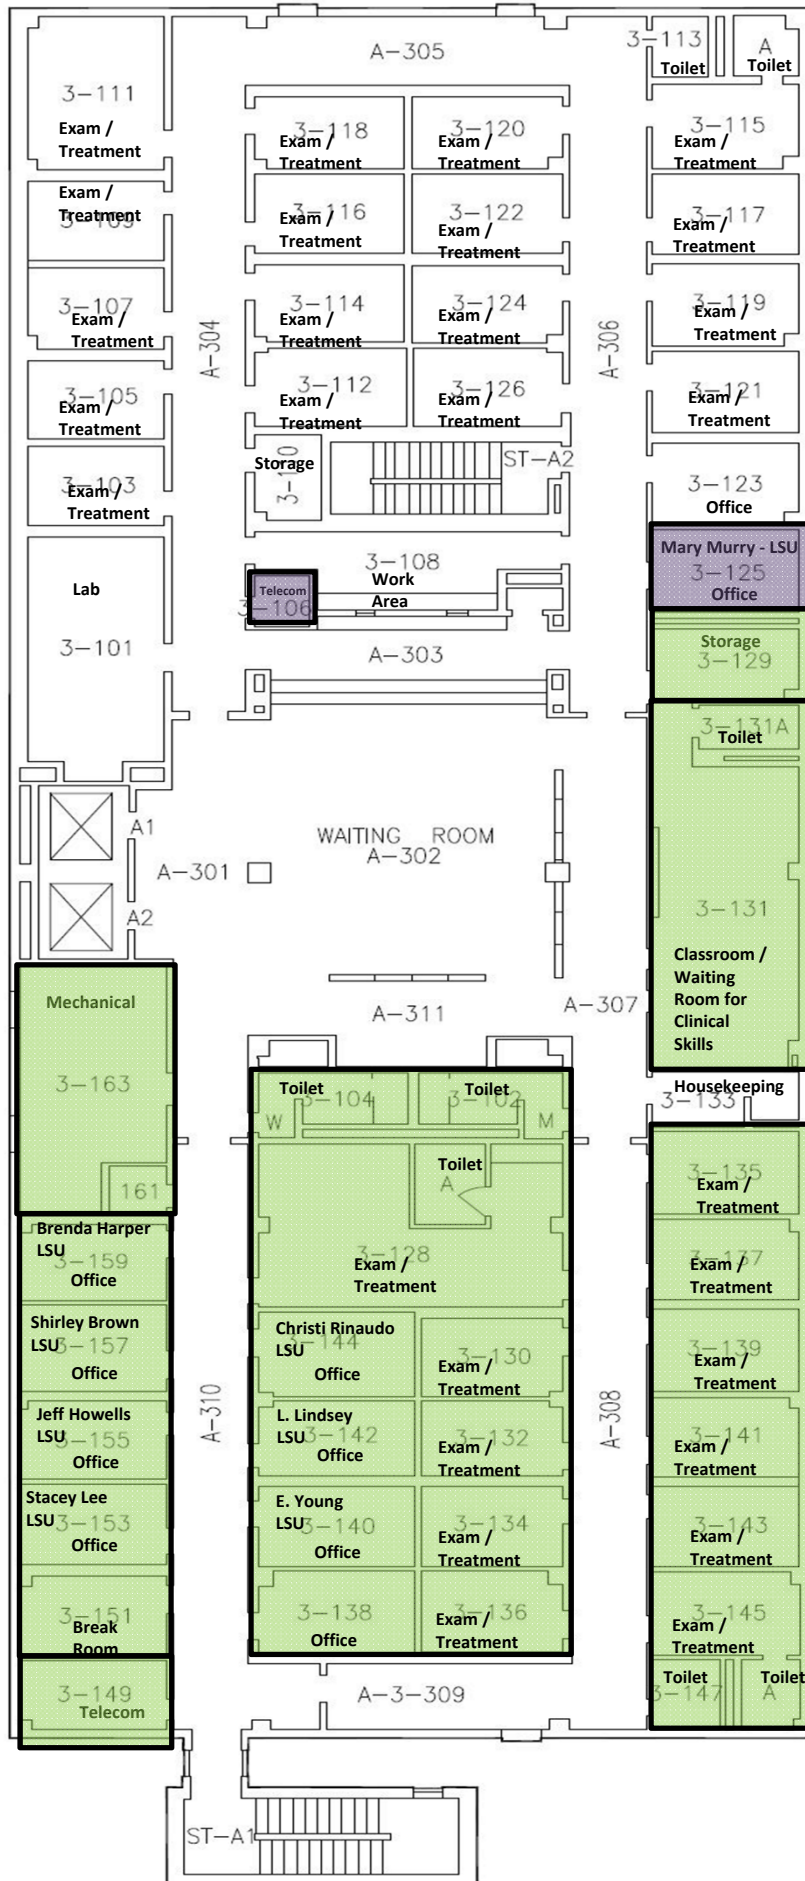 A-305
3-113
Toilet
A
Toilet
3-111
Exam /
Treatment
3-118
Exam /
Treatment
3-120
Exam /
Treatment
3-115
Exam /
Treatment
Exam /
Treatment
3-109
3-116
Exam /
Treatment
3-122
Exam /
Treatment
3-117
Exam /
Treatment
3-107
Exam /
Treatment
A-304
3-114
Exam /
Treatment
3-124
Exam /
Treatment
A-306
3-119
Exam /
Treatment
3-105
Exam /
Treatment
3-112
Exam /
Treatment
3-126
Exam /
Treatment
3-121
Exam /
Treatment
3-103
Exam /
Treatment
Storage
3-110
ST-A2
3-123
Office
Lab
3-101
3-108
Work
Area
Telecom
3-106
Mary Murry - LSU
3-125
Office
A-303
Storage
3-129
3-131A
Toilet
A1
A2
A-301
WAITING ROOM
A-302
3-131
Classroom /
Waiting
Room for
Clinical
Skills
Mechanical
3-163
161
A-311
A-307
Toilet
3-104
W
Toilet
3-102
M
Housekeeping
3-133
Toilet
A
3-128
Exam /
Treatment
3-135
Exam /
Treatment
Brenda Harper
LSU
3-159
Office
3-137
Exam /
Treatment
Shirley Brown
LSU
3-157
Office
Christi Rinaudo
3-144
LSU
Office
3-130
Exam /
Treatment
3-139
Exam /
Treatment
A-310
A-308
Jeff Howells
LSU
3-155
Office
L. Lindsey
LSU
3-142
Office
3-132
Exam /
Treatment
3-141
Exam /
Treatment
Stacey Lee
LSU
3-153
Office
E. Young
LSU
3-140
Office
3-134
Exam /
Treatment
3-143
Exam /
Treatment
3-151
Break
Room
3-138
Office
3-136
Exam /
Treatment
3-145
Exam /
Treatment
3-149
Telecom
A-3-309
Toilet
3-147
Toilet
A
ST-A1